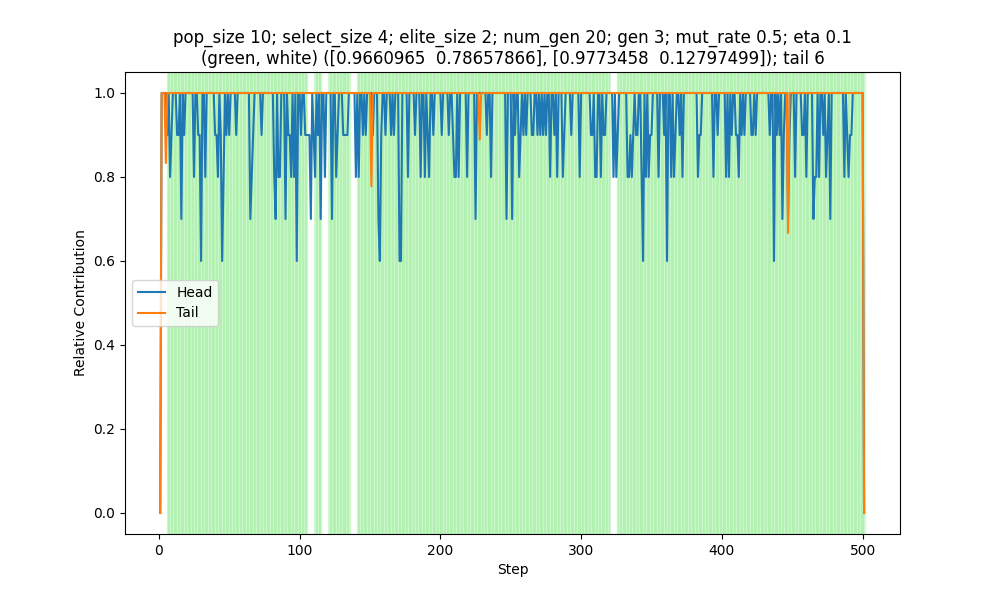 pop_size 10; select_size 4; elite_size 2; num_gen 20; gen 3; mut_rate 0.5; eta 0.1
(green, white) ([0.9660965  0.78657866], [0.9773458  0.12797499]); tail 6
1.0
0.8
0.6
0.4
0.2
0.0
Relative Contribution
Head
Tail
0
100
200
300
400
500
Step